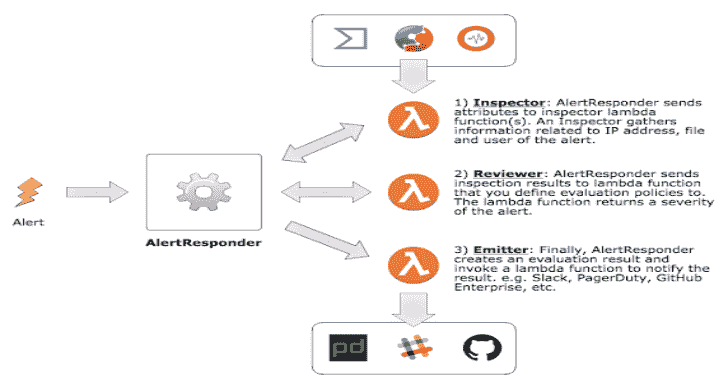 Alert
AlertResponder
1) Inspector: AlertResponder sends
attributes to inspector lambda
function(s). An Inspector gathers
information related to IP address, file
and user of the alert.
2) Reviewer: AlertResponder sends
inspection results to lambda function
that you define evaluation policies to.
The lambda function returns a severity
of the alert.
3) Emitter: Finally, AlertResponder
creates an evaluation result and
invoke a lambda function to notify the
result. e.g. Slack, PagerDuty, GitHub
Enterprise, etc.
pd